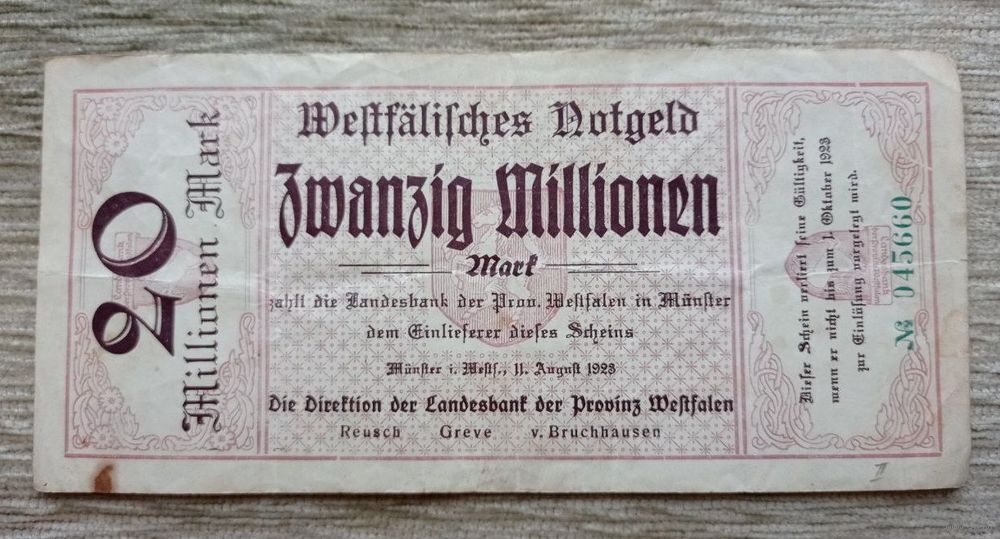 20
Millionen Mark
Westfälisches Notgeld
Zwanzig Millionen
Mark
zahlt die Landesbank der Prov. Westfalen in Münster
dem Einlieferer dieses Scheins
Münster i. Westf., 11. August 1923
Die Direktion der Landesbank der Provinz Westfalen
Reusch Greve v. Bruchhausen
Dieser Schein verliert seine Gültigkeit,
wenn er nicht bis zum 1. Oktober 1923
zur Einlösung vorgelegt wird.
№ 045660
II